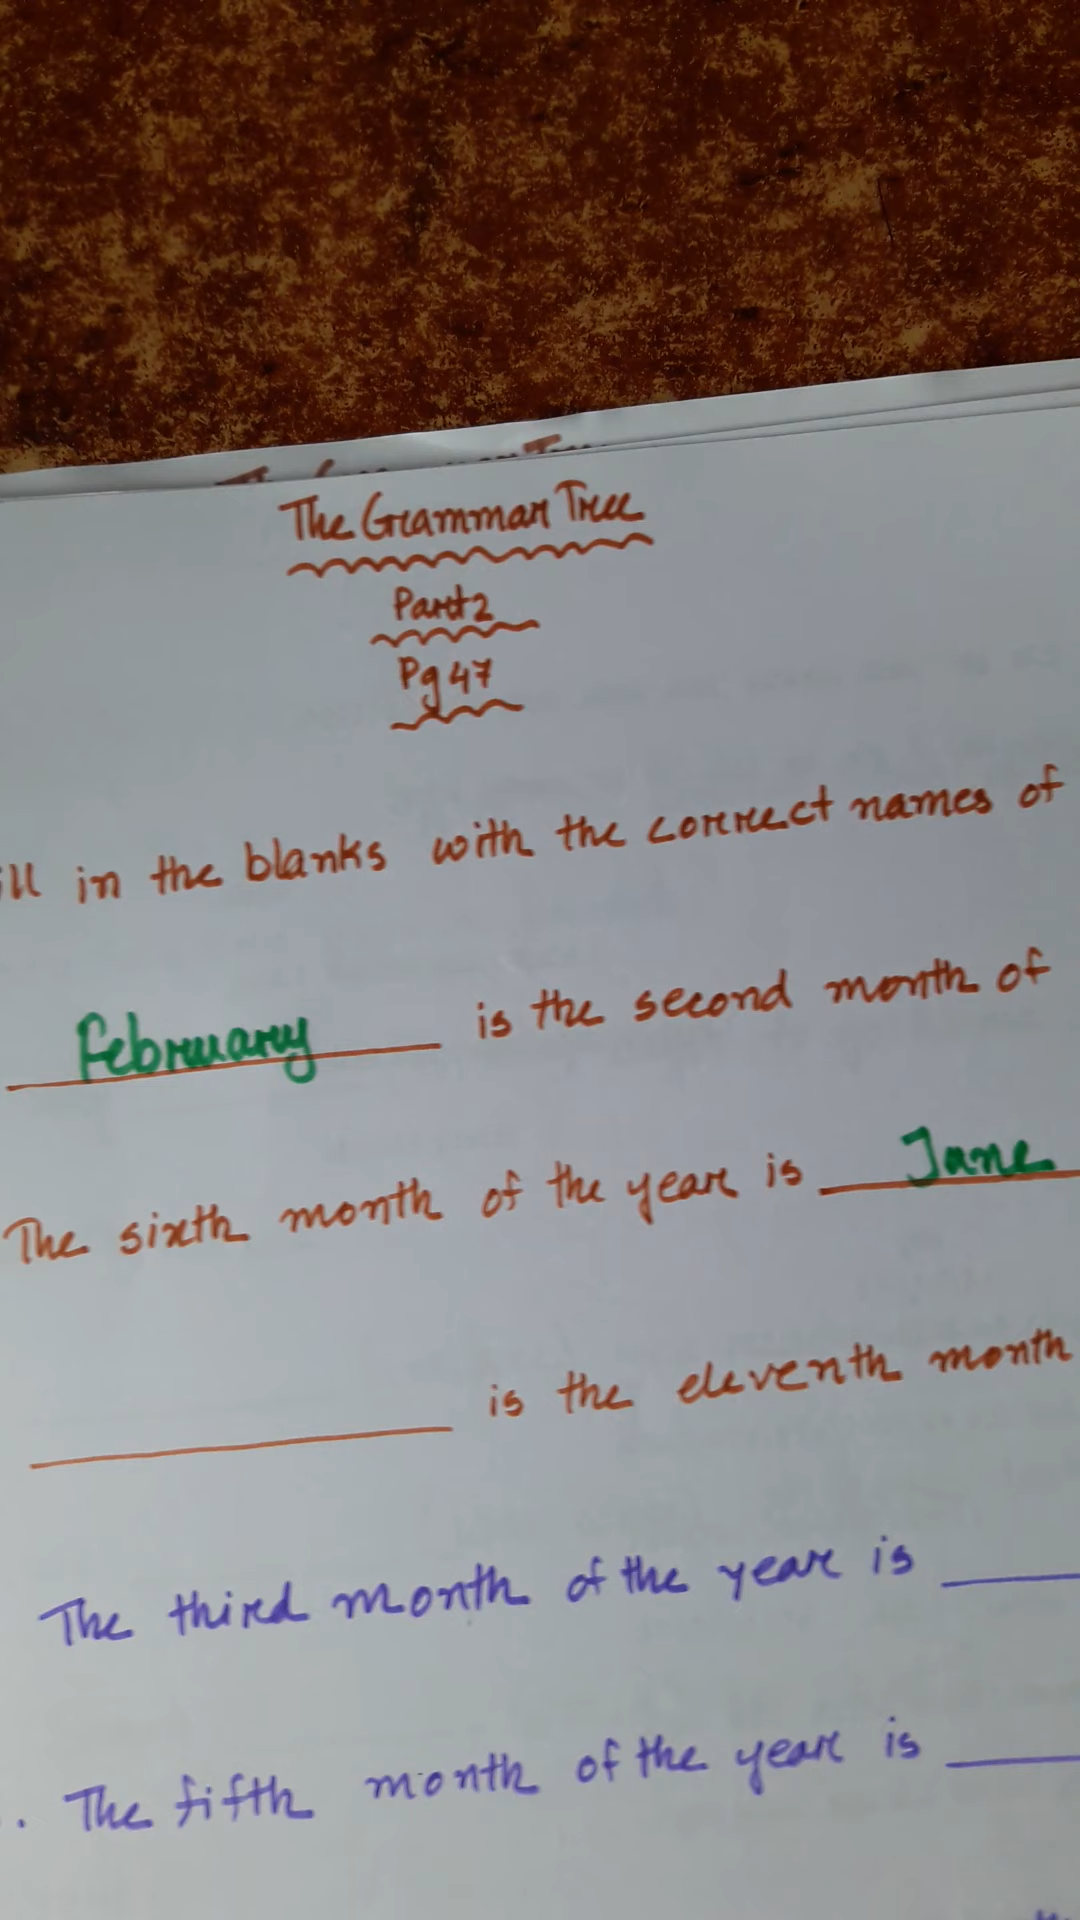 The Grammar Tree
Part 2
Pg 47
ill in the blanks with the correct names of
February is the second month of
The sixth month of the year is June
is the eleventh month
The third month of the year is
. The fifth month of the year is